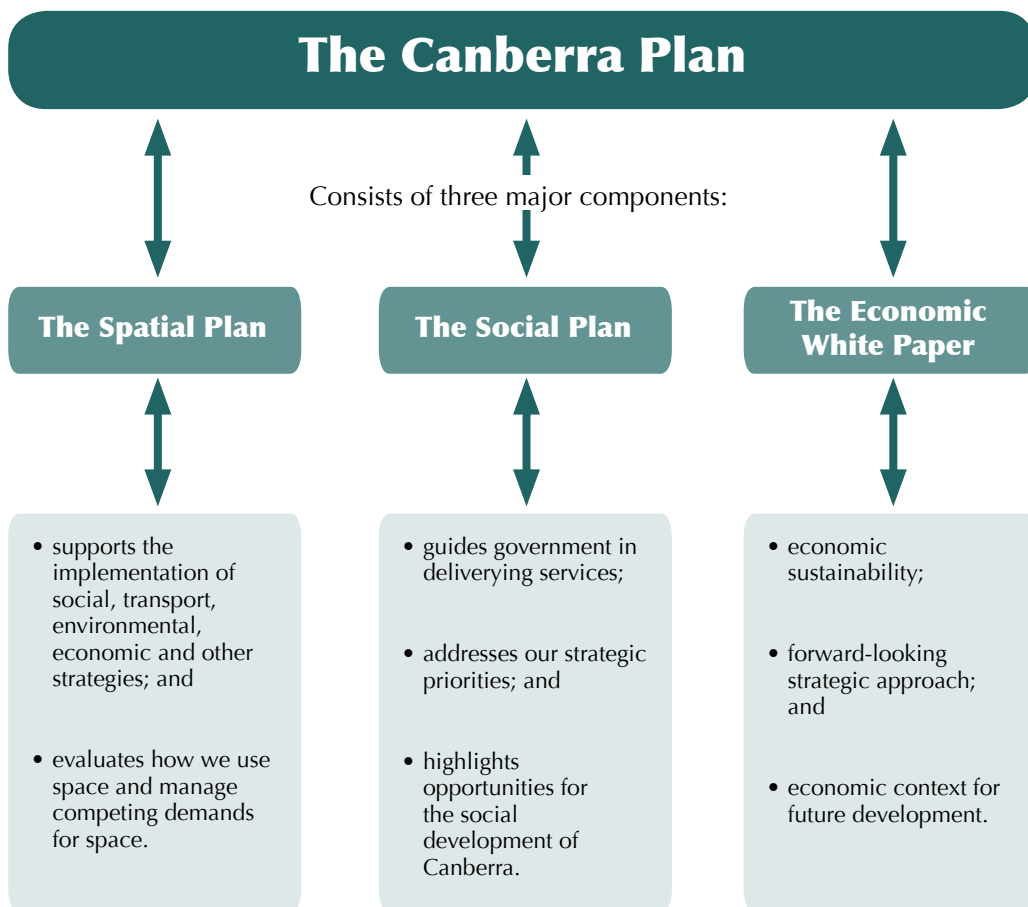 The Canberra Plan
Consists of three major components:
The Spatial Plan
• supports the
implementation of
social, transport,
environmental,
economic and other
strategies; and
• evaluates how we use
space and manage
competing demands
for space.
The Social Plan
• guides government in
deliverying services;
• addresses our strategic
priorities; and
• highlights
opportunities for
the social
development of
Canberra.
The Economic
White Paper
• economic
sustainability;
• forward-looking
strategic approach;
and
• economic context for
future development.